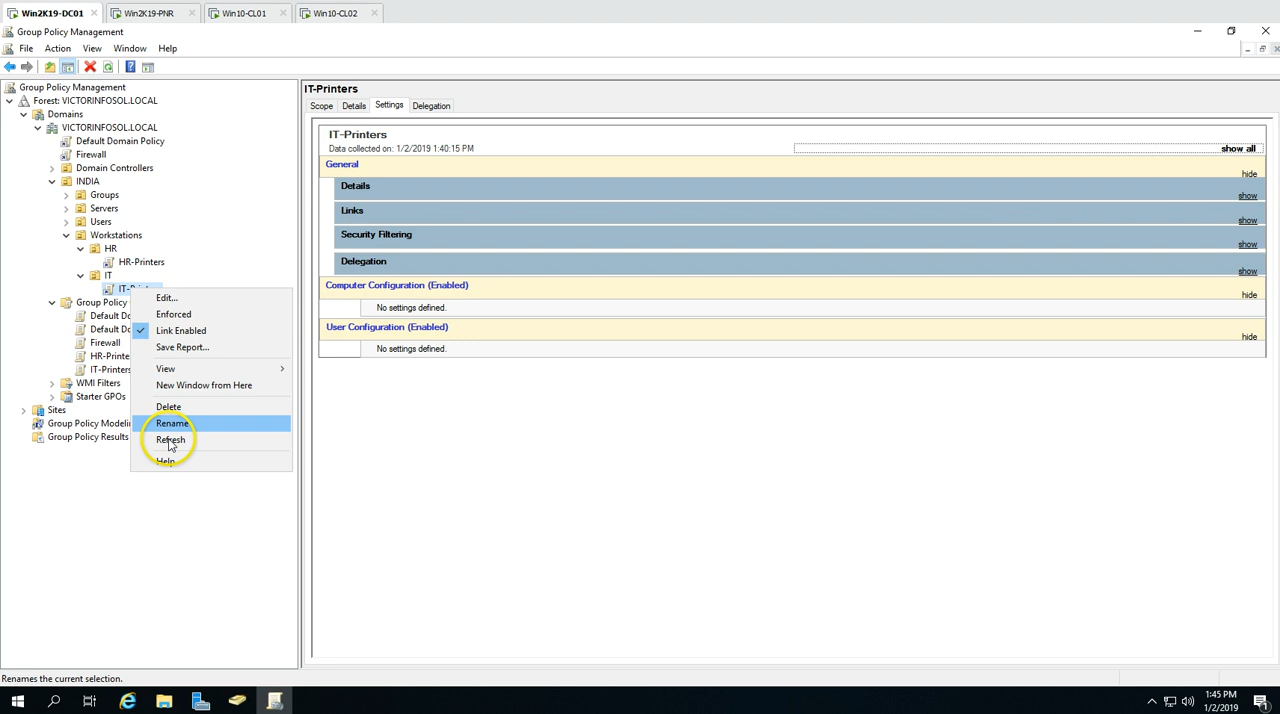 Win2K19-DC01 Win2K19-PNR Win10-CL01 Win10-CL02
Group Policy Management
File Action View Window Help
Group Policy Management
Forest: VICTORINFOSOL.LOCAL
Domains
VICTORINFOSOL.LOCAL
Default Domain Policy
Firewall
Domain Controllers
INDIA
Groups
Servers
Users
Workstations
HR
HR-Printers
IT
IT-Printers
Group Policy
Default Do
Default Do
Firewall
HR-Printe
IT-Printers
WMI Filters
Starter GPOs
Sites
Group Policy Modelin
Group Policy Results
Edit...
Enforced
Link Enabled
Save Report...
View
New Window from Here
Delete
Rename
Refresh
Help
IT-Printers
Scope Details Settings Delegation
IT-Printers
Data collected on: 1/2/2019 1:40:15 PM show all
General
hide
Details
show
Links
show
Security Filtering
show
Delegation
show
Computer Configuration (Enabled)
hide
No settings defined.
User Configuration (Enabled)
hide
No settings defined.
Renames the current selection.
1:45 PM
1/2/2019
1